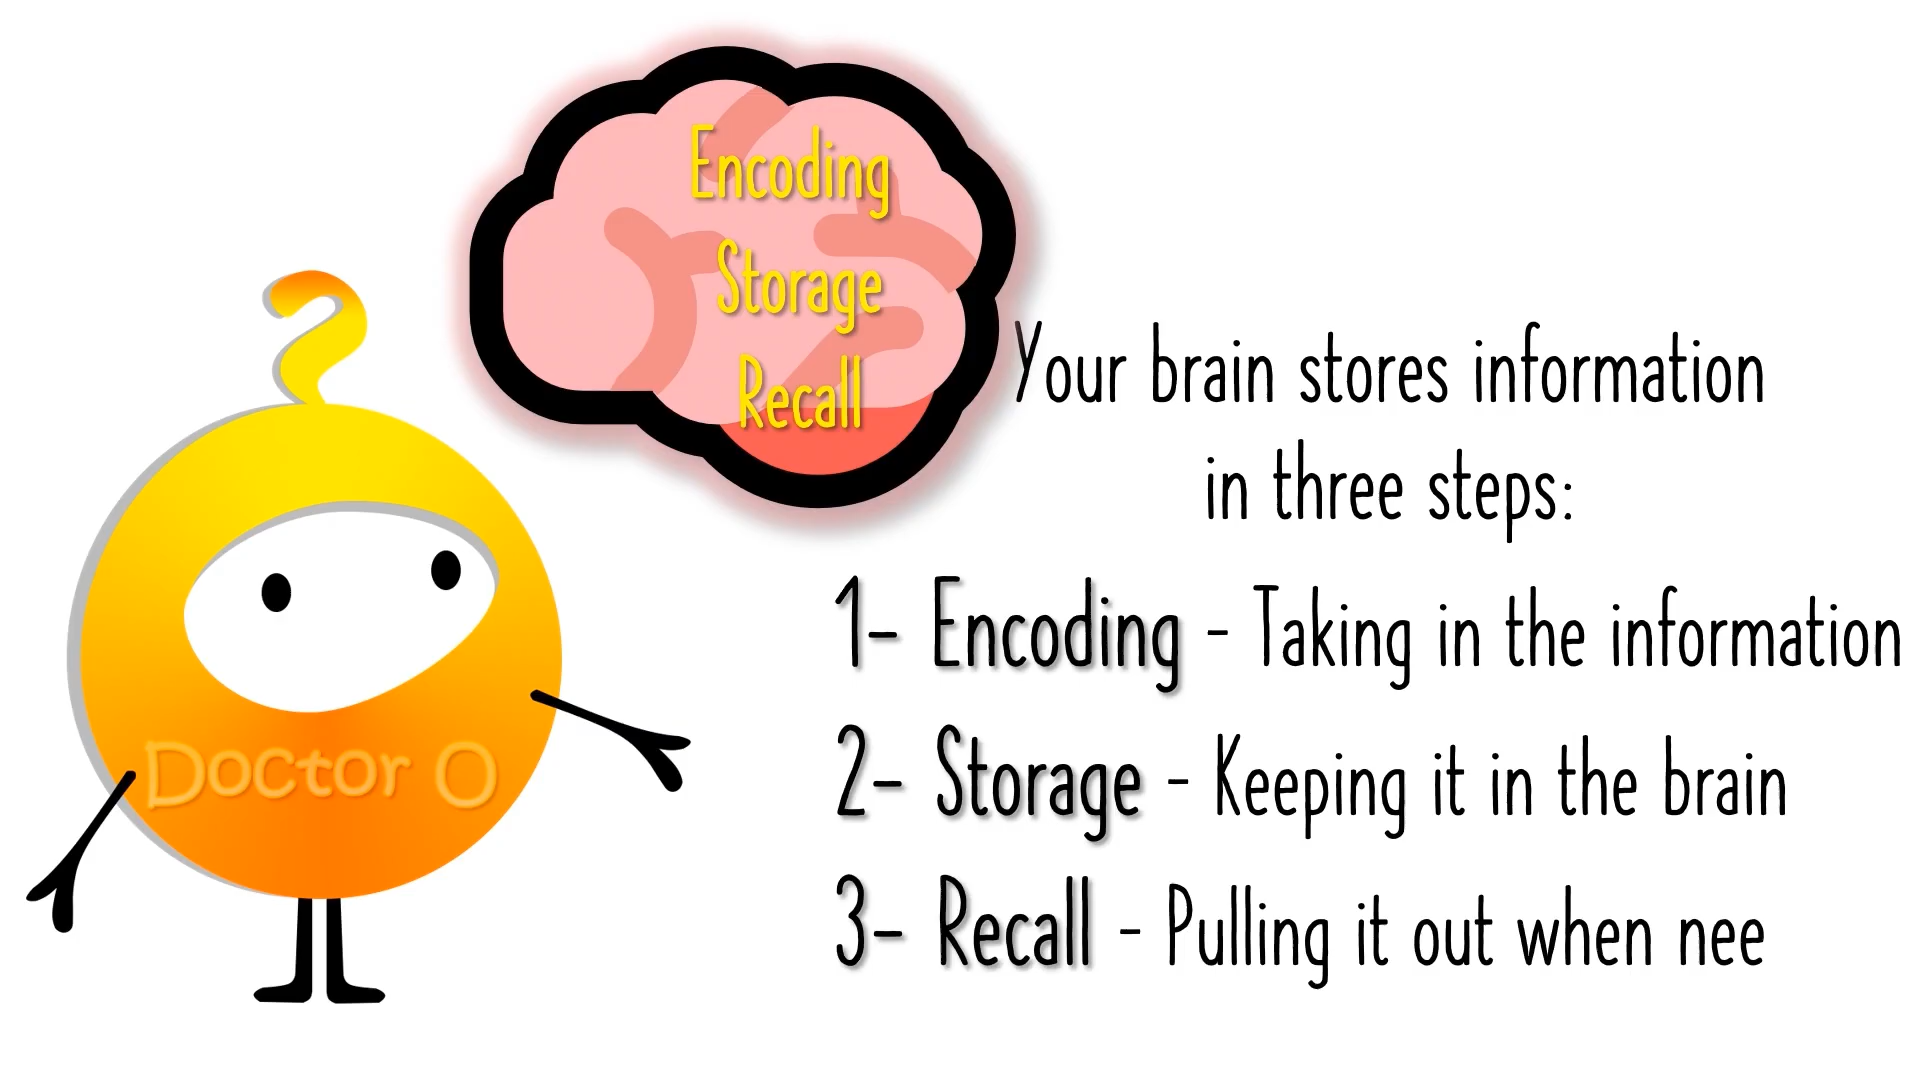 Encoding
Storage
Recall
Your brain stores information
in three steps:
1- Encoding - Taking in the information
2- Storage - Keeping it in the brain
3- Recall - Pulling it out when nee
Doctor O